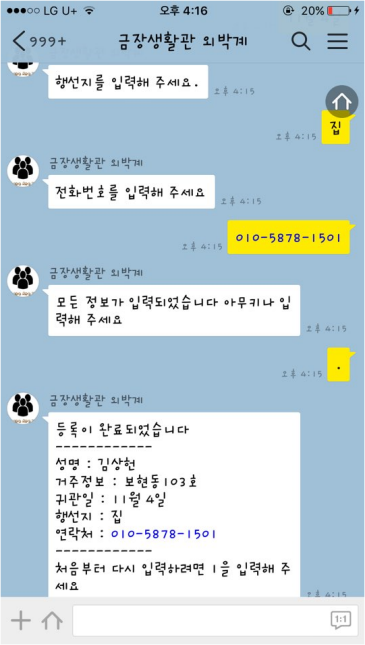 LG U+ 오후 4:16 20%
999+ 금장생활관 외박계
행선지를 입력해 주세요.
오후 4:15
집
오후 4:15
금장생활관 외박계
전화번호를 입력해 주세요
오후 4:15
010-5878-1501
오후 4:15
금장생활관 외박계
모든 정보가 입력되었습니다 아무키나 입
력해 주세요
오후 4:15
.
오후 4:15
금장생활관 외박계
등록이 완료되었습니다
------------
성명 : 김상헌
거주정보 : 보현동103호
귀관일 : 11월 4일
행선지 : 집
연락처 : 010-5878-1501
------------
처음부터 다시 입력하려면 1을 입력해 주
세요
오후 4:15
1:1